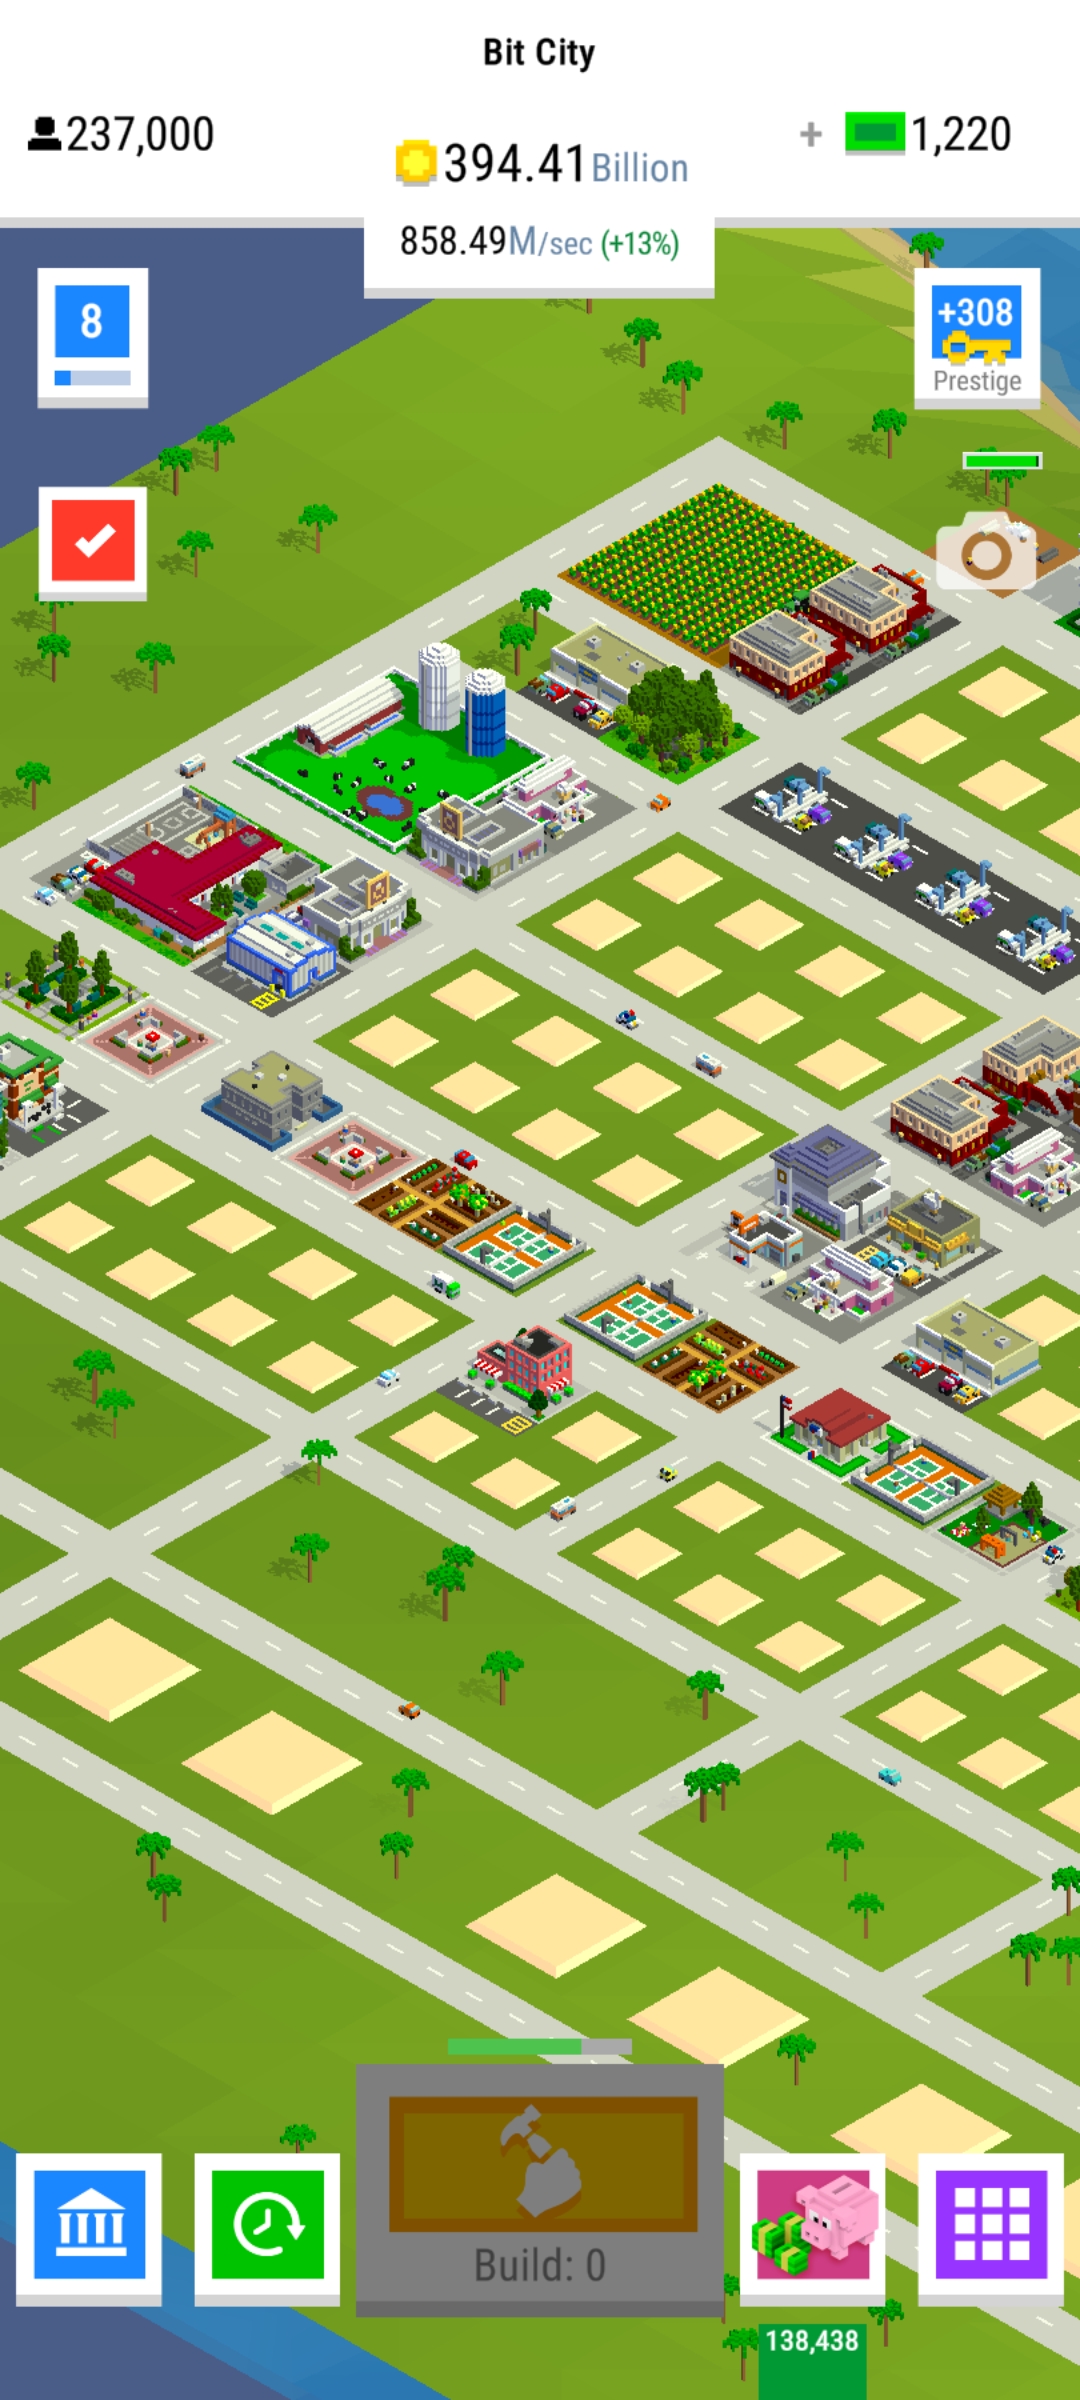 Bit City
237,000
394.41 Billion
+ 1,220
858.49M/sec (+13%)
8
+308
Prestige
Build: 0
138,438